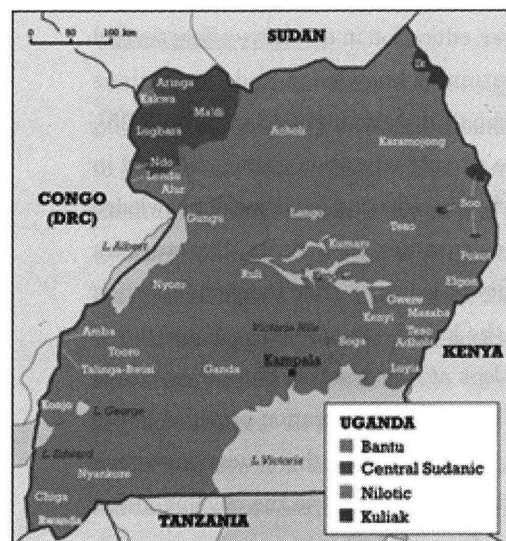 0 50 100 km
SUDAN
Ik
Aringa
Kakwa
Ma'di
Logbara
Acholi
Karamojong
Ndo
Lendu
Alur
CONGO
(DRC)
Gungu
Lango
Soo
Teso
L. Albert
Kumam
Pokot
Ruli
Nyoro
Elgon
Gwere
Kenyi
Masaba
Teso
Victoria Nile
Amba
Soga
Adhola
Tooro
KENYA
Kampala
Talinga-Bwisi
Ganda
Luyia
Konjo
L. George
UGANDA
Bantu
Central Sudanic
Nilotic
Kuliak
L. Edward
L. Victoria
Nyankore
Chiga
Rwanda
TANZANIA